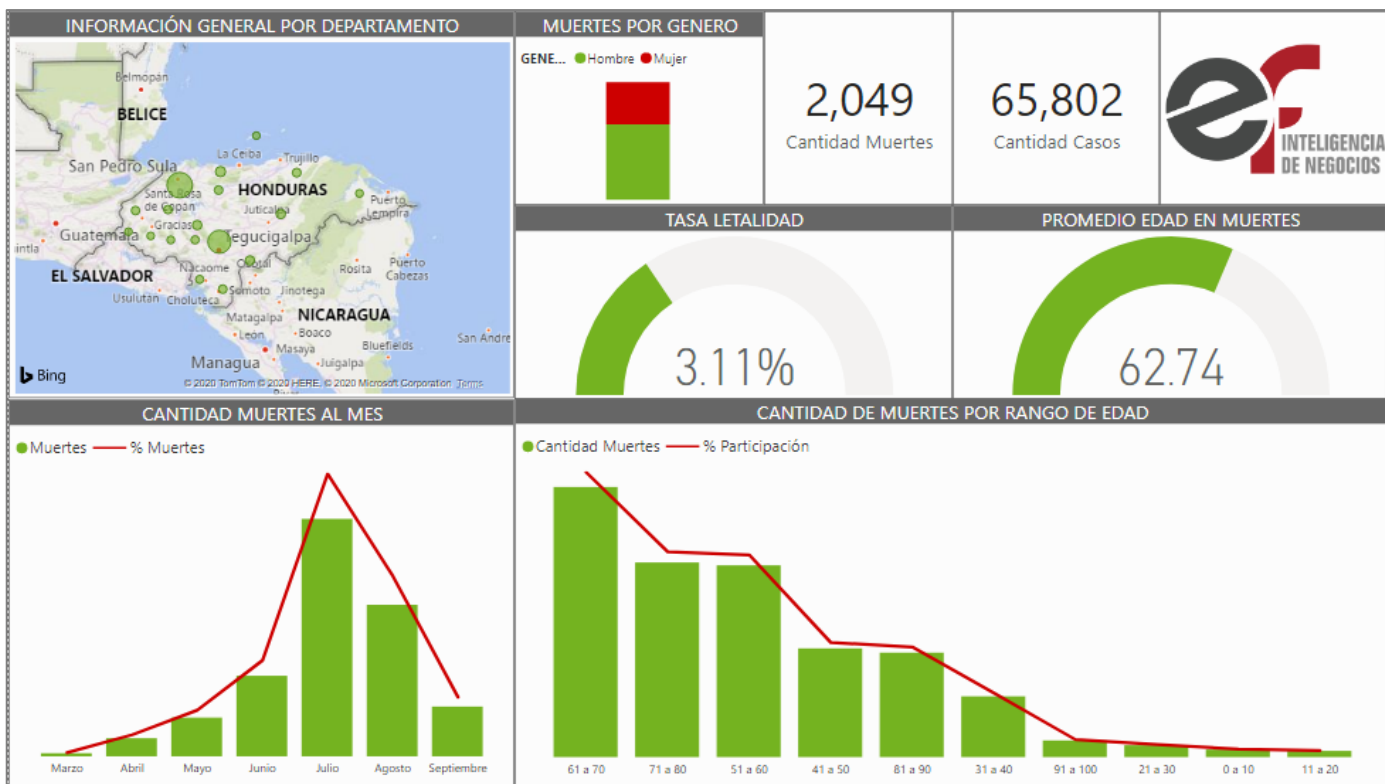 INFORMACIÓN GENERAL POR DEPARTAMENTO
Belmopán
BELICE
San Pedro Sula
La Ceiba
Trujillo
HONDURAS
Santa Rosa
de Copán
Juticalpa
Puerto
Lempira
Gracias
Guatemala
Tegucigalpa
EL SALVADOR
Nacaome
Ocotal
Rosita
Puerto
Cabezas
Usulután
Choluteca
Somoto
Jinotega
Matagalpa
NICARAGUA
León
Boaco
Bluefields
San Andre
Managua
Masaya
Juigalpa
Bing
© 2020 TomTom © 2020 HERE, © 2020 Microsoft Corporation Terms
MUERTES POR GENERO
GENE... Hombre Mujer
2,049
Cantidad Muertes
65,802
Cantidad Casos
er
INTELIGENCIA
DE NEGOCIOS
TASA LETALIDAD
3.11%
PROMEDIO EDAD EN MUERTES
62.74
CANTIDAD MUERTES AL MES
Muertes % Muertes
Marzo Abril Mayo Junio Julio Agosto Septiembre
CANTIDAD DE MUERTES POR RANGO DE EDAD
Cantidad Muertes % Participación
61 a 70 71 a 80 51 a 60 41 a 50 81 a 90 31 a 40 91 a 100 21 a 30 0 a 10 11 a 20